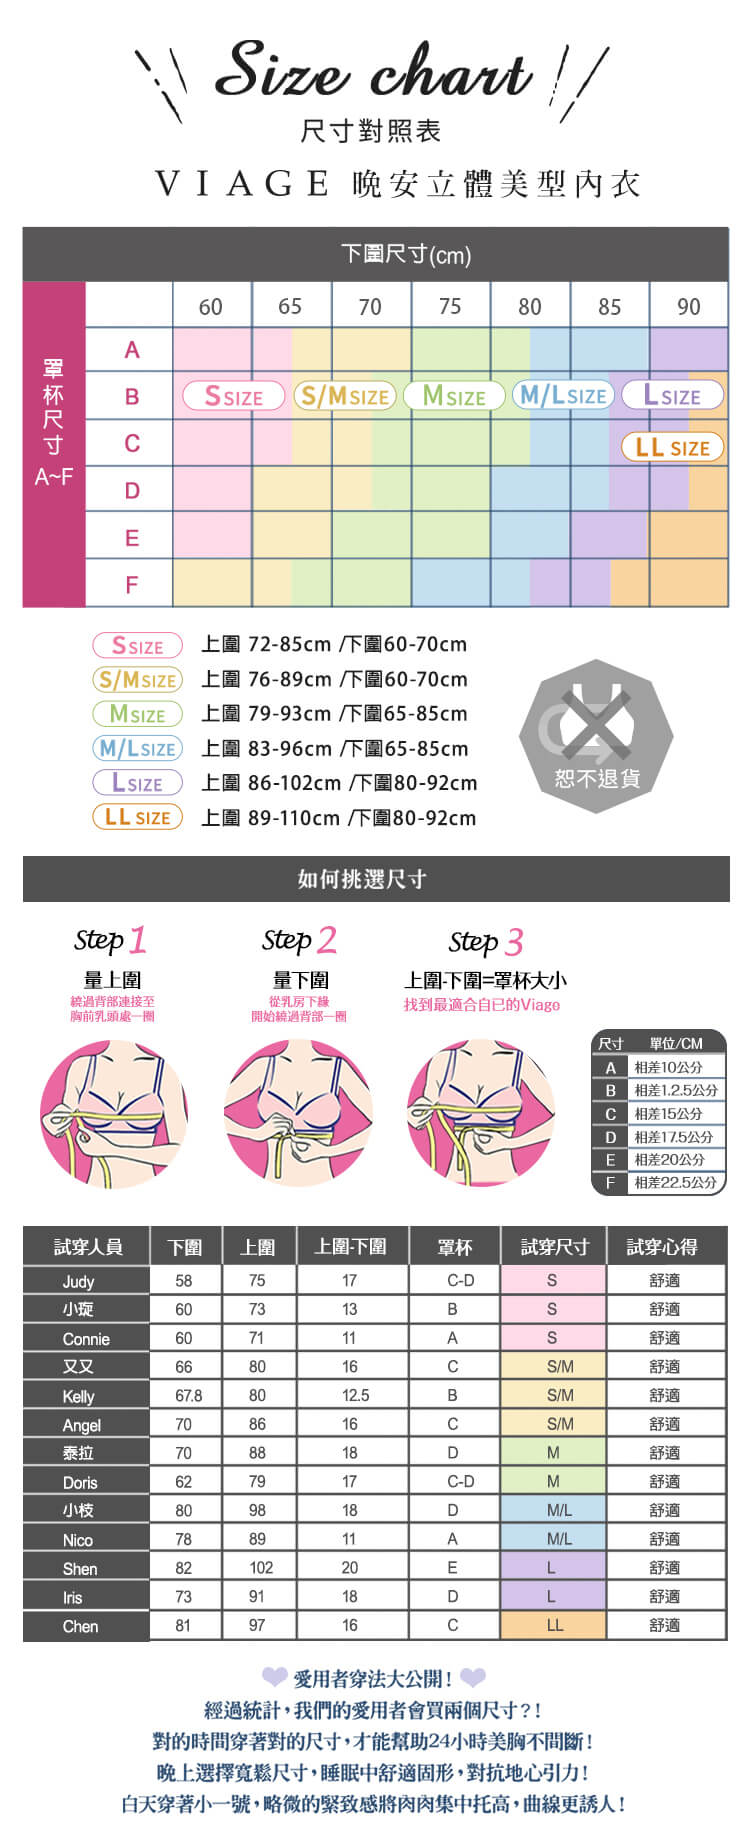 Size chart
尺寸對照表
VIAGE 晚安立體美型內衣
下圍尺寸(cm)
60 65 70 75 80 85 90
罩杯尺寸 A~F
A
B
C
D
E
F
S SIZE S/M SIZE M SIZE M/L SIZE L SIZE
LL SIZE
S SIZE 上圍 72-85cm /下圍60-70cm
S/M SIZE 上圍 76-89cm /下圍60-70cm
M SIZE 上圍 79-93cm /下圍65-85cm
M/L SIZE 上圍 83-96cm /下圍65-85cm
L SIZE 上圍 86-102cm /下圍80-92cm
LL SIZE 上圍 89-110cm /下圍80-92cm
恕不退貨
如何挑選尺寸
Step 1
量上圍
繞過背部連接至
胸前乳頭處一圈
Step 2
量下圍
從乳房下緣
開始繞過背部一圈
Step 3
上圍-下圍=罩杯大小
找到最適合自已的Viago
尺寸 單位/CM
A 相差10公分
B 相差1.2.5公分
C 相差15公分
D 相差17.5公分
E 相差20公分
F 相差22.5公分
試穿人員 下圍 上圍 上圍-下圍 罩杯 試穿尺寸 試穿心得
Judy 58 75 17 C-D S 舒適
小琁 60 73 13 B S 舒適
Connie 60 71 11 A S 舒適
又又 66 80 16 C S/M 舒適
Kelly 67.8 80 12.5 B S/M 舒適
Angel 70 86 16 C S/M 舒適
泰拉 70 88 18 D M 舒適
Doris 62 79 17 C-D M 舒適
小枝 80 98 18 D M/L 舒適
Nico 78 89 11 A M/L 舒適
Shen 82 102 20 E L 舒適
Iris 73 91 18 D L 舒適
Chen 81 97 16 C LL 舒適
愛用者穿法大公開！
經過統計，我們的愛用者會買兩個尺寸？！
對的時間穿著對的尺寸，才能幫助24小時美胸不間斷！
晚上選擇寬鬆尺寸，睡眠中舒適固形，對抗地心引力！
白天穿著小一號，略微的緊致感將肉肉集中托高，曲線更誘人！